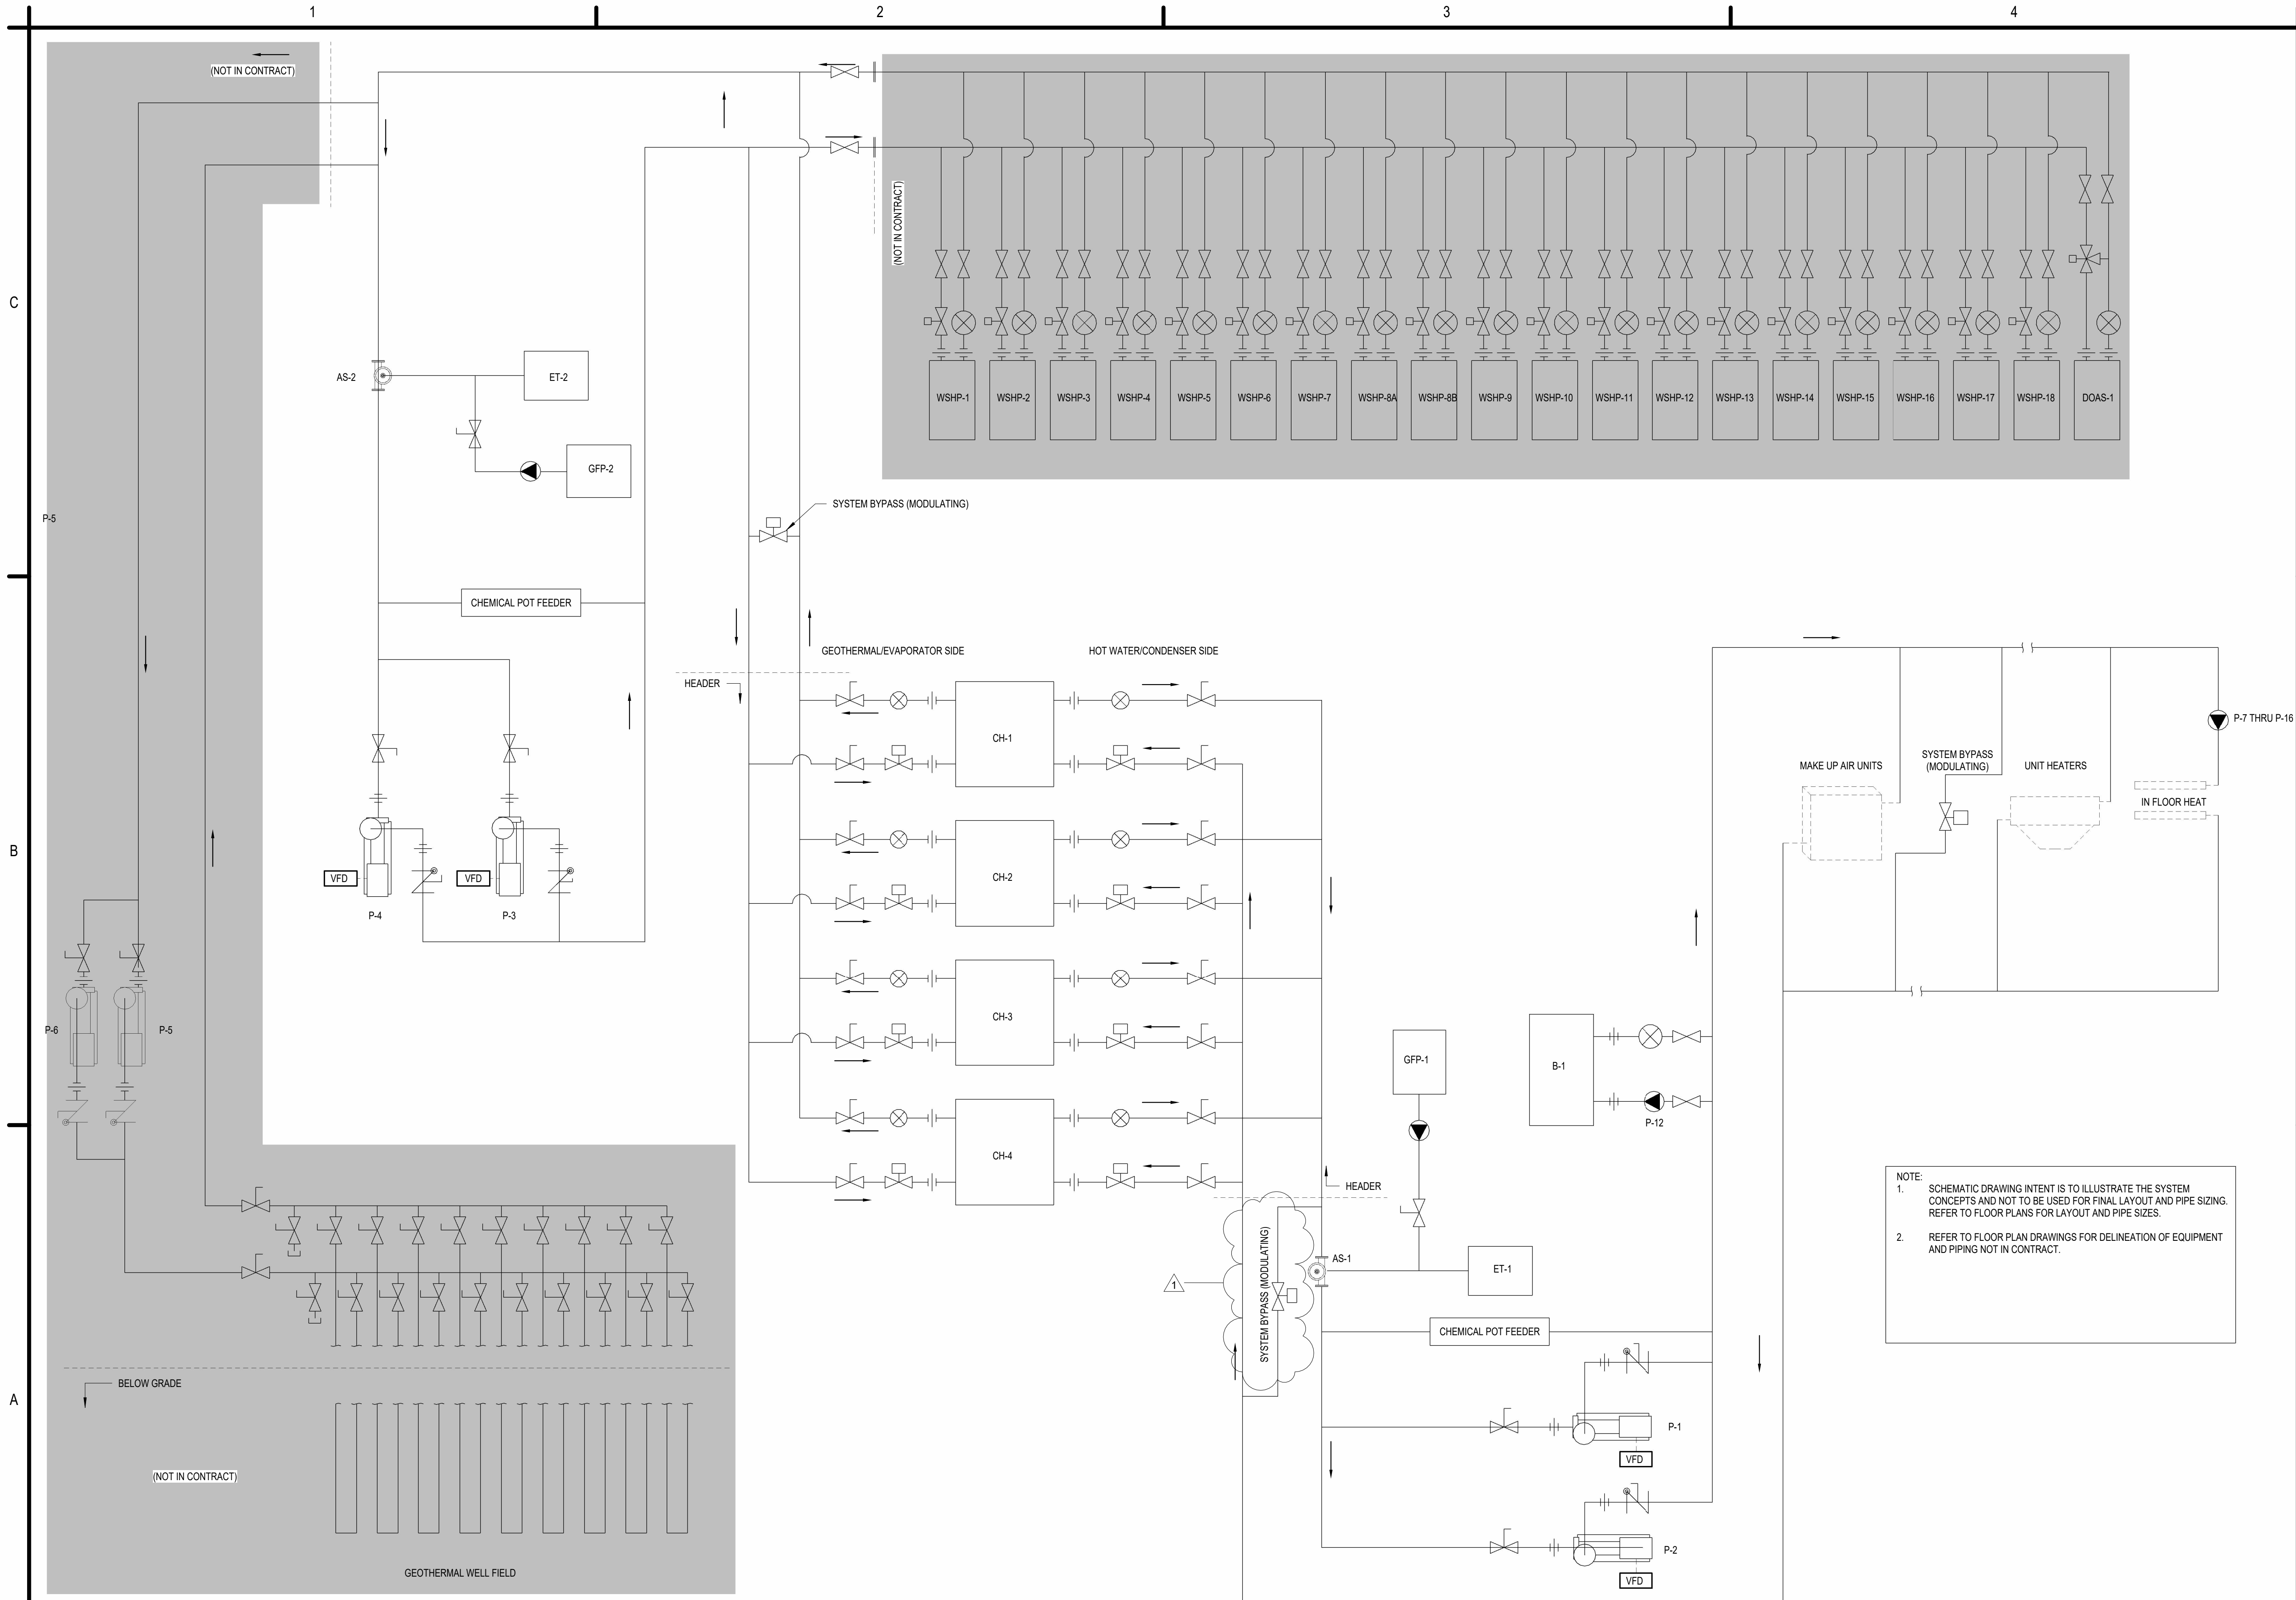 1
2
3
4
C
B
A
(NOT IN CONTRACT)
(NOT IN CONTRACT)
AS-2
ET-2
GFP-2
WSHP-1
WSHP-2
WSHP-3
WSHP-4
WSHP-5
WSHP-6
WSHP-7
WSHP-8A
WSHP-8B
WSHP-9
WSHP-10
WSHP-11
WSHP-12
WSHP-13
WSHP-14
WSHP-15
WSHP-16
WSHP-17
WSHP-18
DOAS-1
P-5
SYSTEM BYPASS (MODULATING)
CHEMICAL POT FEEDER
GEOTHERMAL/EVAPORATOR SIDE
HOT WATER/CONDENSER SIDE
HEADER
CH-1
CH-2
CH-3
CH-4
VFD
VFD
P-4
P-3
P-6
P-5
P-7 THRU P-16
MAKE UP AIR UNITS
SYSTEM BYPASS
(MODULATING)
UNIT HEATERS
IN FLOOR HEAT
GFP-1
B-1
P-12
HEADER
SYSTEM BYPASS (MODULATING)
1
AS-1
ET-1
CHEMICAL POT FEEDER
P-1
VFD
P-2
VFD
NOTE:
1. SCHEMATIC DRAWING INTENT IS TO ILLUSTRATE THE SYSTEM
CONCEPTS AND NOT TO BE USED FOR FINAL LAYOUT AND PIPE SIZING.
REFER TO FLOOR PLANS FOR LAYOUT AND PIPE SIZES.
2. REFER TO FLOOR PLAN DRAWINGS FOR DELINEATION OF EQUIPMENT
AND PIPING NOT IN CONTRACT.
BELOW GRADE
(NOT IN CONTRACT)
GEOTHERMAL WELL FIELD